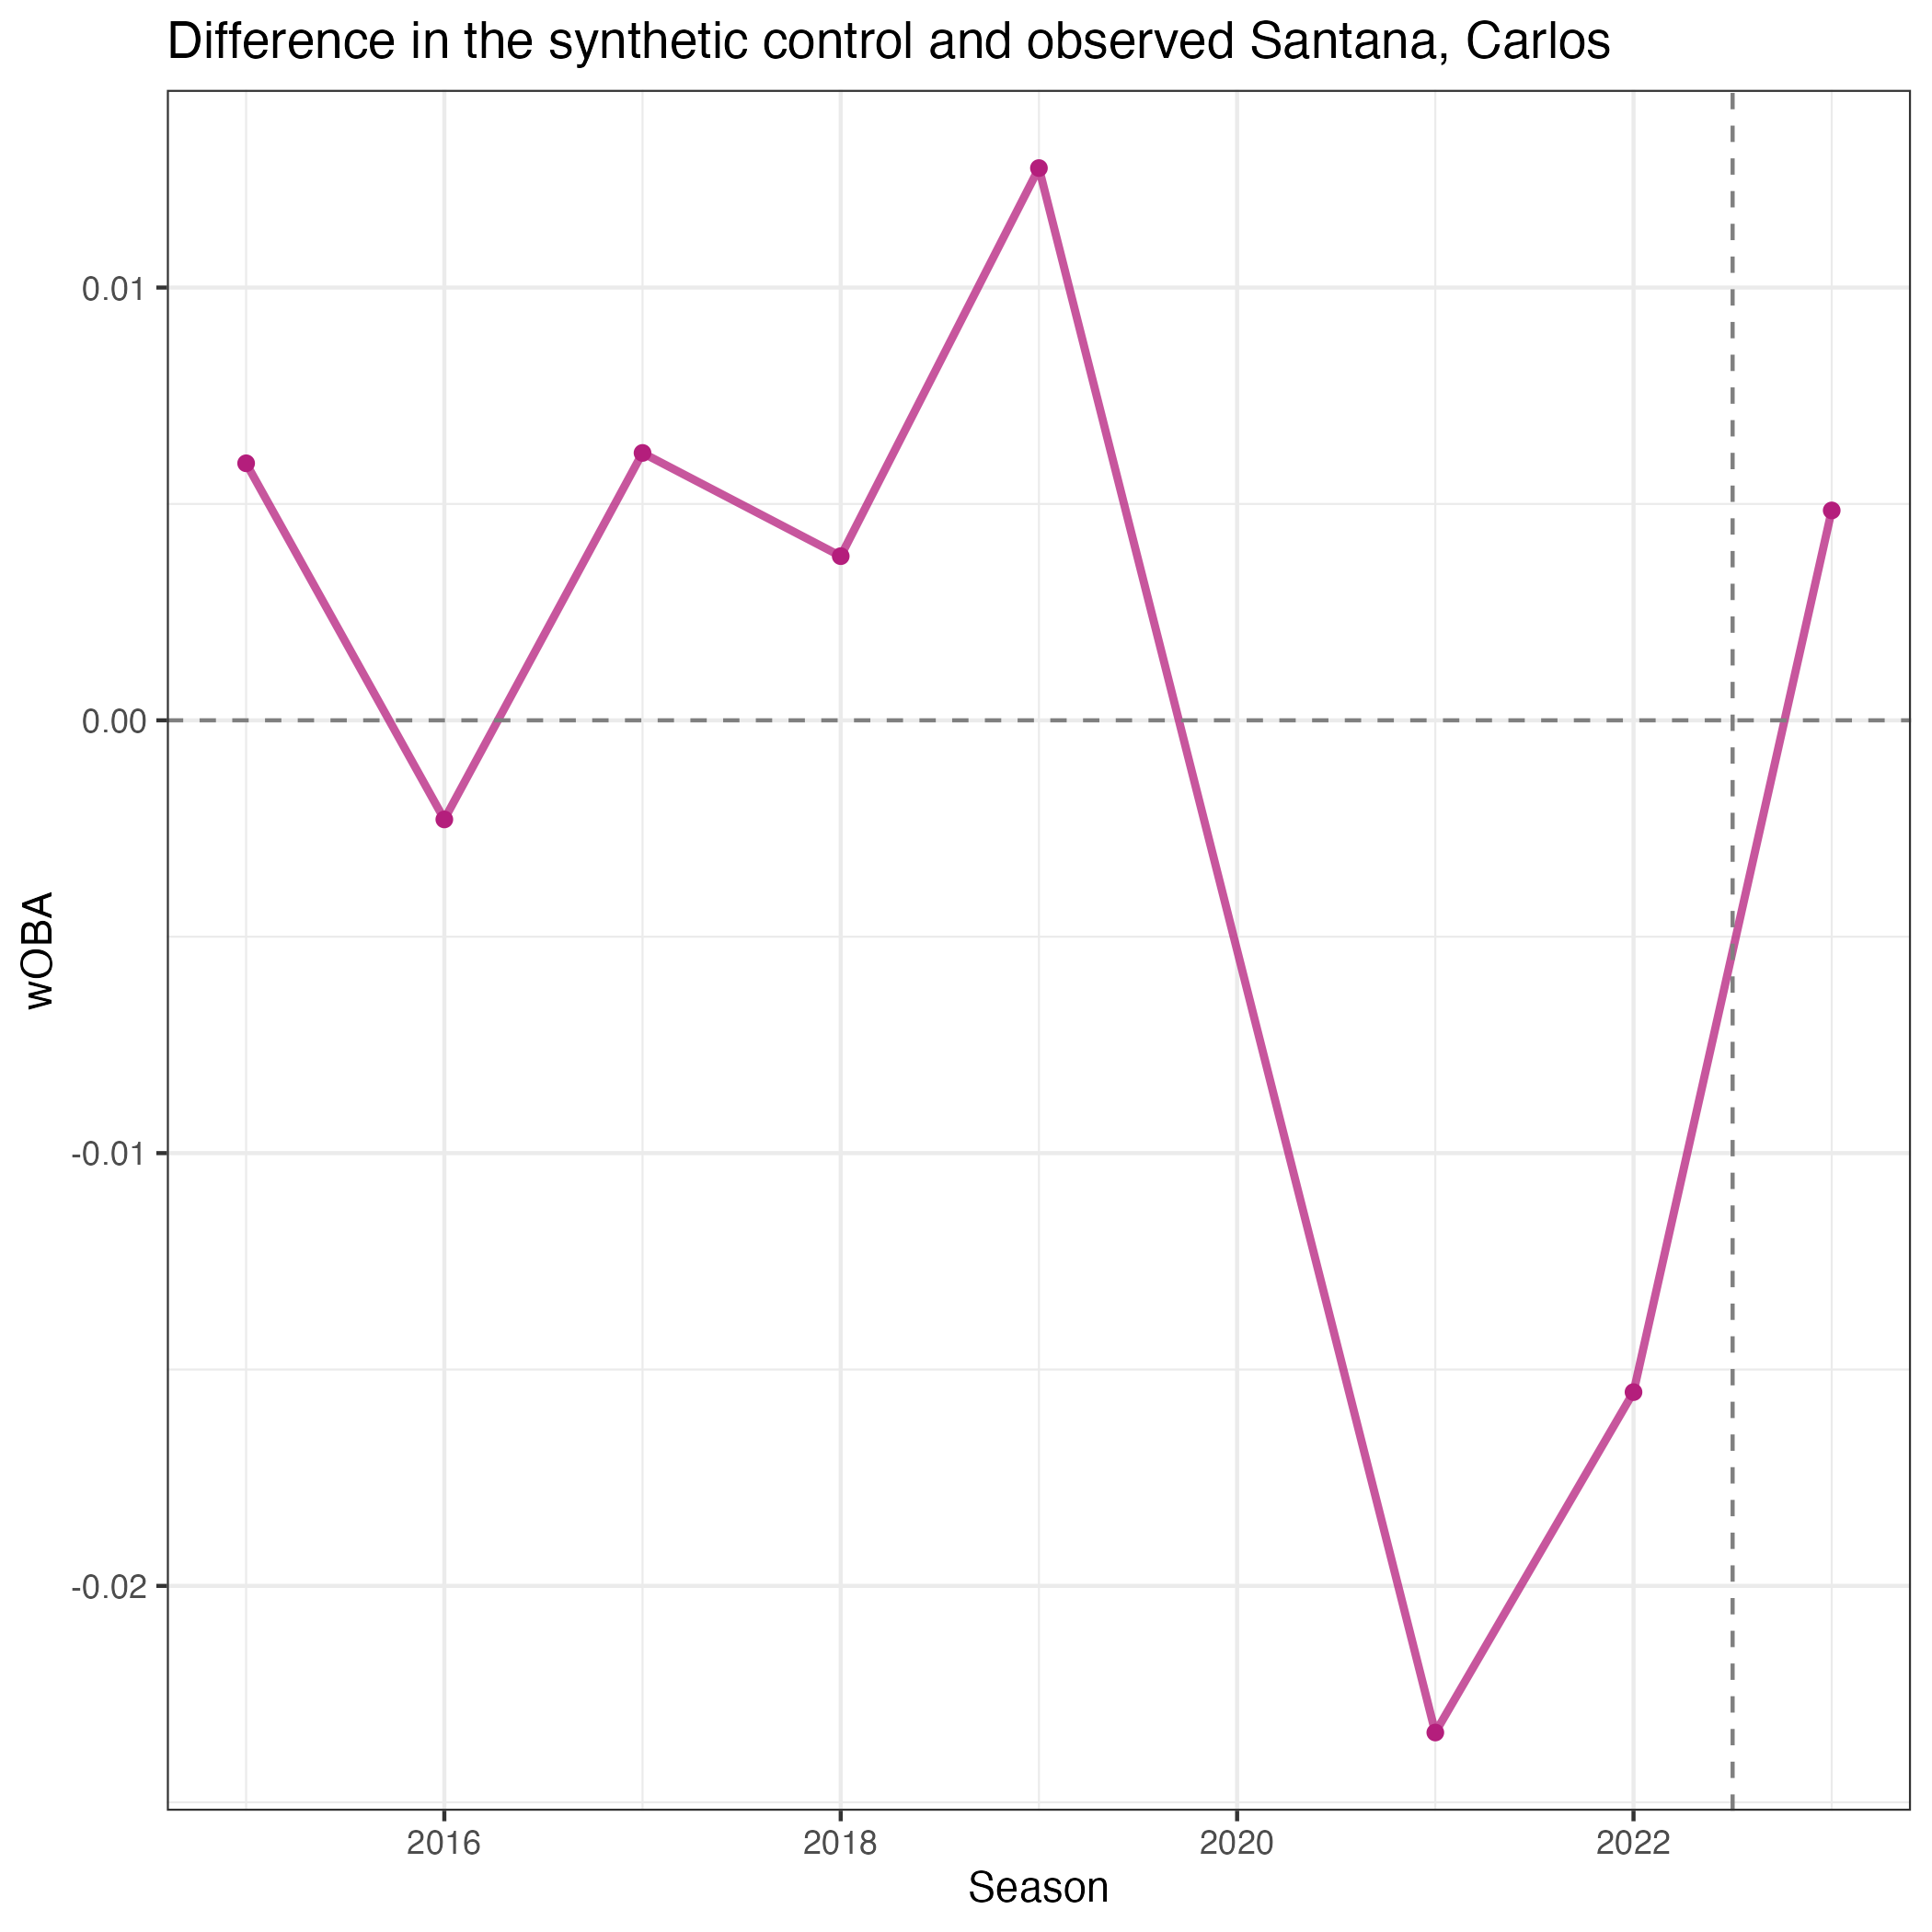 Difference in the synthetic control and observed Santana, Carlos
0.01
0.00
-0.01
-0.02
wOBA
2016 2018 2020 2022
Season